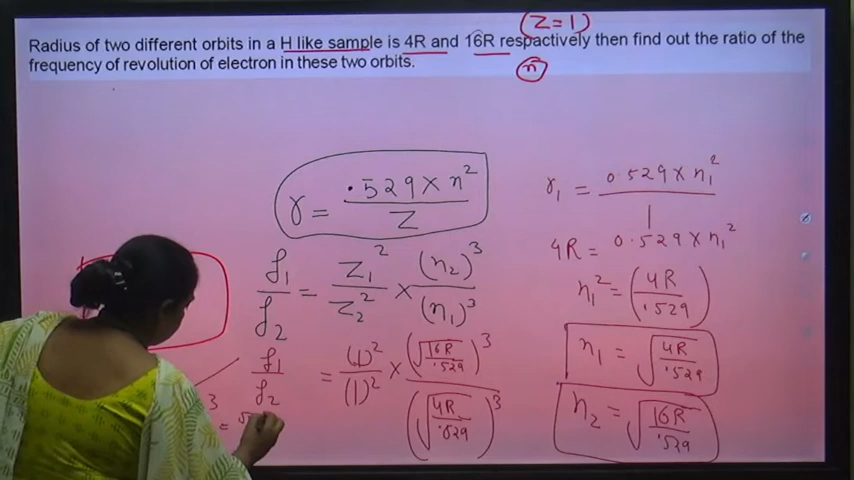 (Z=1)
Radius of two different orbits in a H like sample is 4R and 16R respactively then find out the ratio of the
frequency of revolution of electron in these two orbits.
n
r = .529 × n² / Z
f₁/f₂ = Z₁²/Z₂² × (n₂)³/(n₁)³
f₁/f₂ = (1)²/(1)² × (√(16R/.529))³ / (√(4R/.529))³
3
=
r₁ = 0.529 × n₁² / 1
4R = 0.529 × n₁²
n₁² = (4R/.529)
n₁ = √(4R/.529)
n₂ = √(16R/.529)